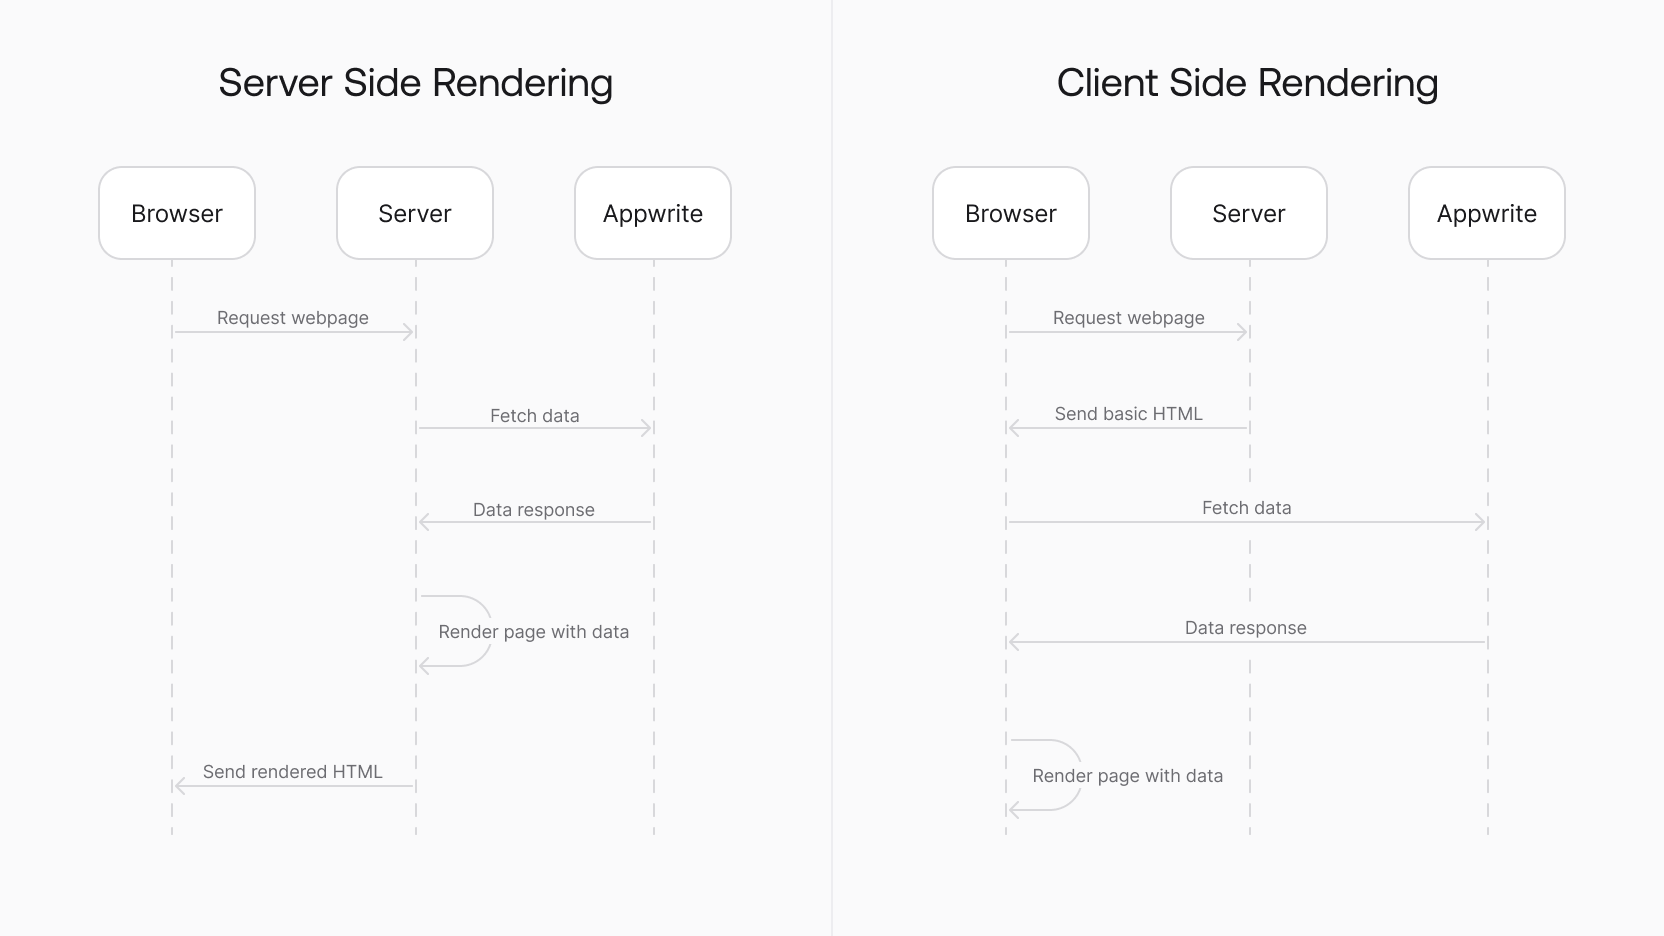 Server Side Rendering
Browser
Server
Appwrite
Request webpage
Fetch data
Data response
Render page with data
Send rendered HTML
Client Side Rendering
Browser
Server
Appwrite
Request webpage
Send basic HTML
Fetch data
Data response
Render page with data